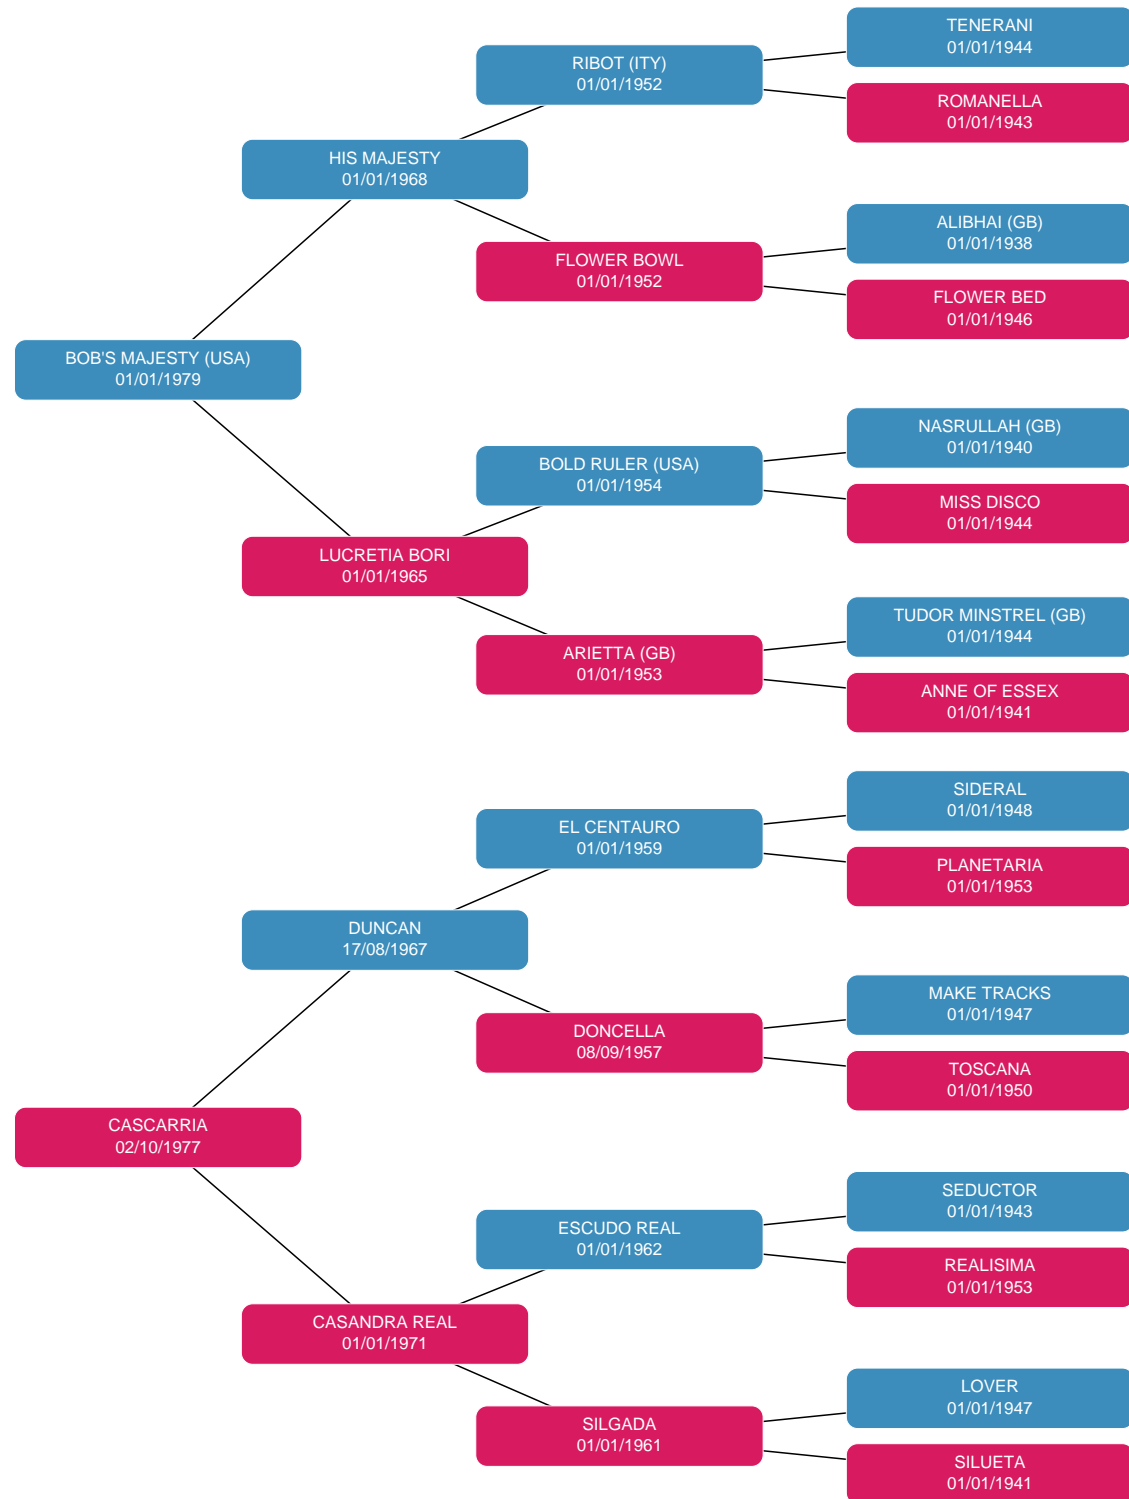 TENERANI
01/01/1944
RIBOT (ITY)
01/01/1952
ROMANELLA
01/01/1943
HIS MAJESTY
01/01/1968
ALIBHAI (GB)
01/01/1938
FLOWER BOWL
01/01/1952
FLOWER BED
01/01/1946
BOB'S MAJESTY (USA)
01/01/1979
NASRULLAH (GB)
01/01/1940
BOLD RULER (USA)
01/01/1954
MISS DISCO
01/01/1944
LUCRETIA BORI
01/01/1965
TUDOR MINSTREL (GB)
01/01/1944
ARIETTA (GB)
01/01/1953
ANNE OF ESSEX
01/01/1941
SIDERAL
01/01/1948
EL CENTAURO
01/01/1959
PLANETARIA
01/01/1953
DUNCAN
17/08/1967
MAKE TRACKS
01/01/1947
DONCELLA
08/09/1957
TOSCANA
01/01/1950
CASCARRIA
02/10/1977
SEDUCTOR
01/01/1943
ESCUDO REAL
01/01/1962
REALISIMA
01/01/1953
CASANDRA REAL
01/01/1971
LOVER
01/01/1947
SILGADA
01/01/1961
SILUETA
01/01/1941